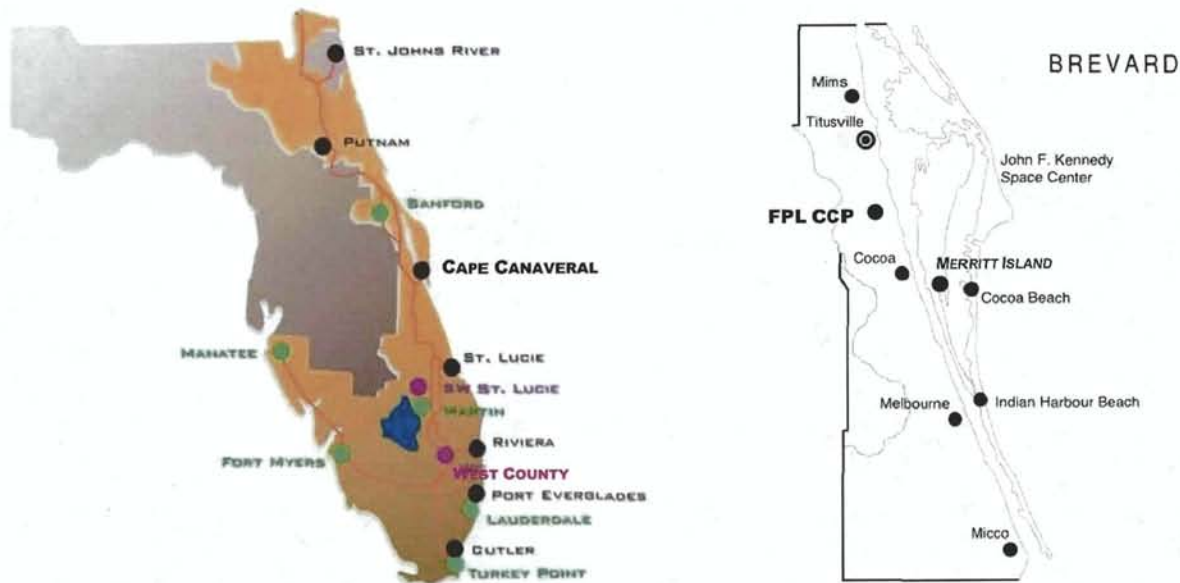 ST. JOHNS RIVER
PUTNAM
SANFORD
CAPE CANAVERAL
MANATEE
ST. LUCIE
SW ST. LUCIE
MARTIN
RIVIERA
FORT MYERS
WEST COUNTY
PORT EVERGLADES
LAUDERDALE
CUTLER
TURKEY POINT
BREVARD
Mims
Titusville
John F. Kennedy
Space Center
FPL CCP
Cocoa
MERRITT ISLAND
Cocoa Beach
Melbourne
Indian Harbour Beach
Micco